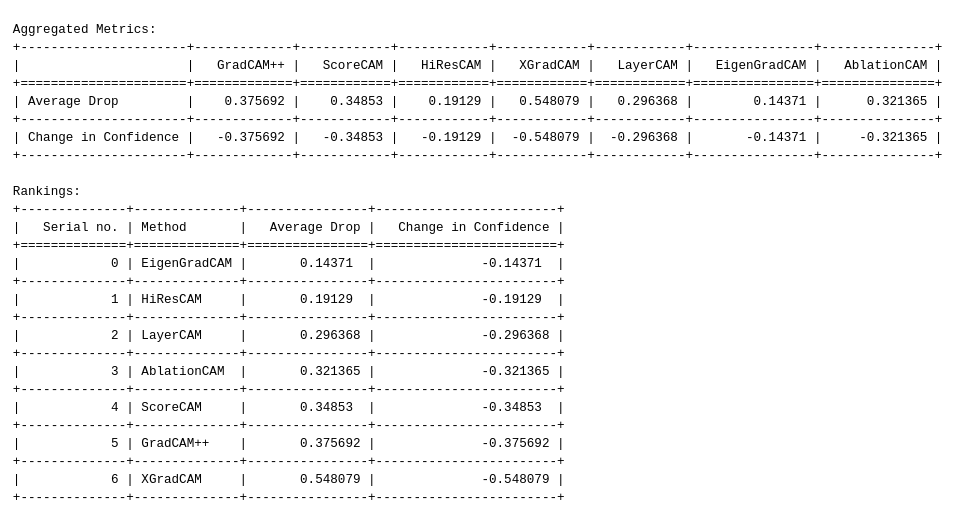 Aggregated Metrics:
+----------------------+------------+------------+-----------+------------+------------+----------------+---------------+
|                      |   GradCAM++ |   ScoreCAM |   HiResCAM |   XGradCAM |   LayerCAM |   EigenGradCAM |   AblationCAM |
+======================+=============+============+============+============+============+================+===============+
| Average Drop         |    0.375692 |    0.34853 |    0.19129 |   0.548079 |   0.296368 |        0.14371 |      0.321365 |
+----------------------+-------------+------------+------------+------------+------------+----------------+---------------+
| Change in Confidence |   -0.375692 |   -0.34853 |   -0.19129 |  -0.548079 |  -0.296368 |       -0.14371 |     -0.321365 |
+----------------------+-------------+------------+------------+------------+------------+----------------+---------------+
Rankings:
+--------------+--------------+----------------+------------------------+
|   Serial no. | Method       |   Average Drop |   Change in Confidence |
+==============+==============+================+========================+
|            0 | EigenGradCAM |       0.14371  |              -0.14371  |
+--------------+--------------+----------------+------------------------+
|            1 | HiResCAM     |       0.19129  |              -0.19129  |
+--------------+--------------+----------------+------------------------+
|            2 | LayerCAM     |       0.296368 |              -0.296368 |
+--------------+--------------+----------------+------------------------+
|            3 | AblationCAM  |       0.321365 |              -0.321365 |
+--------------+--------------+----------------+------------------------+
|            4 | ScoreCAM     |       0.34853  |              -0.34853  |
+--------------+--------------+----------------+------------------------+
|            5 | GradCAM++    |       0.375692 |              -0.375692 |
+--------------+--------------+----------------+------------------------+
|            6 | XGradCAM     |       0.548079 |              -0.548079 |
+--------------+--------------+----------------+------------------------+